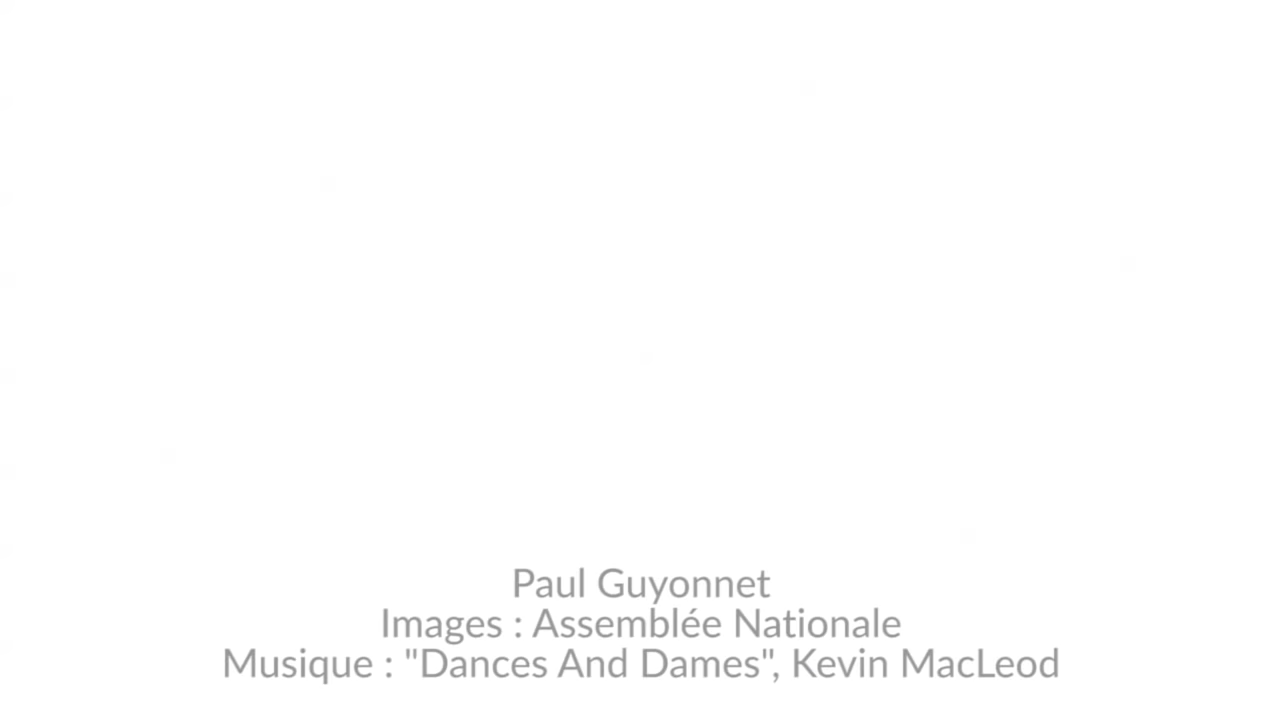 Paul Guyonnet
Images : Assemblée Nationale
Musique : "Dances And Dames", Kevin MacLeod